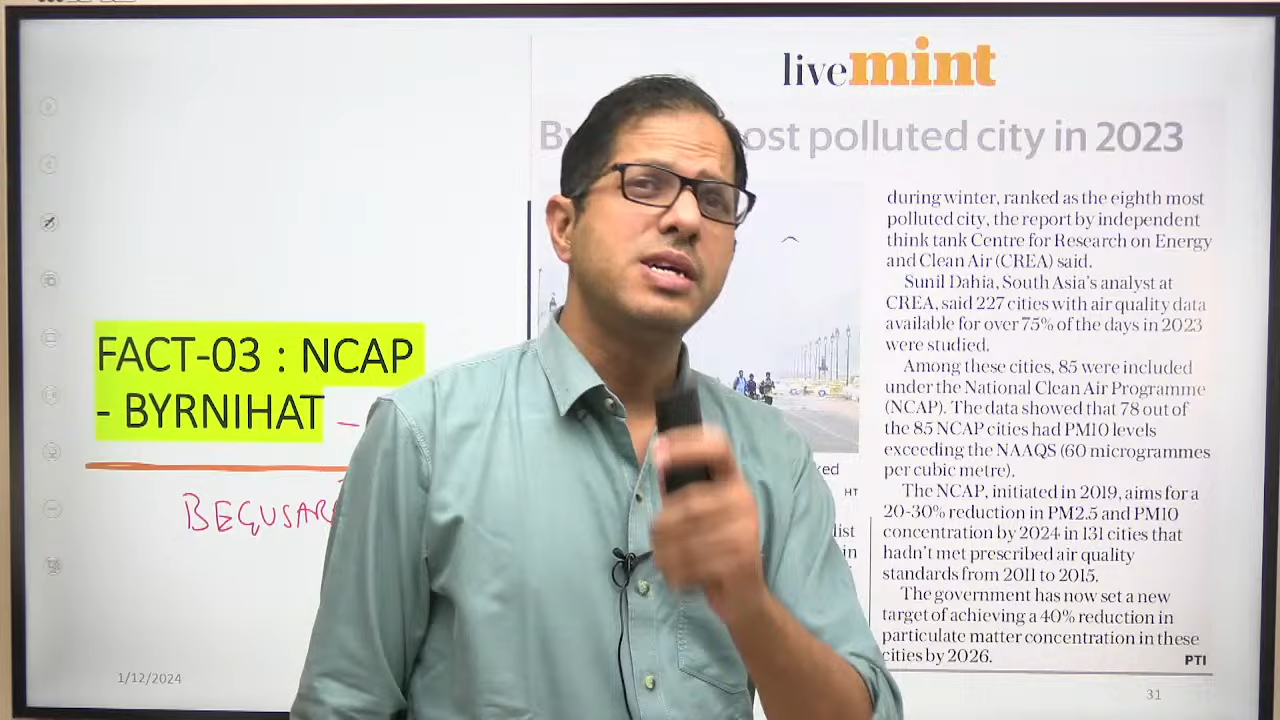 livemint
most polluted city in 2023
FACT-03 : NCAP
- BYRNIHAT
BEGUSAR
during winter, ranked as the eighth most
polluted city, the report by independent
think tank Centre for Research on Energy
and Clean Air (CREA) said.
Sunil Dahia, South Asia's analyst at
CREA, said 227 cities with air quality data
available for over 75% of the days in 2023
were studied.
Among these cities, 85 were included
under the National Clean Air Programme
(NCAP). The data showed that 78 out of
the 85 NCAP cities had PM10 levels
exceeding the NAAQS (60 microgrammes
per cubic metre).
The NCAP, initiated in 2019, aims for a
20-30% reduction in PM2.5 and PM10
concentration by 2024 in 131 cities that
hadn't met prescribed air quality
standards from 2011 to 2015.
The government has now set a new
target of achieving a 40% reduction in
particulate matter concentration in these
cities by 2026.
PTI
HT
list
in
1/12/2024
31